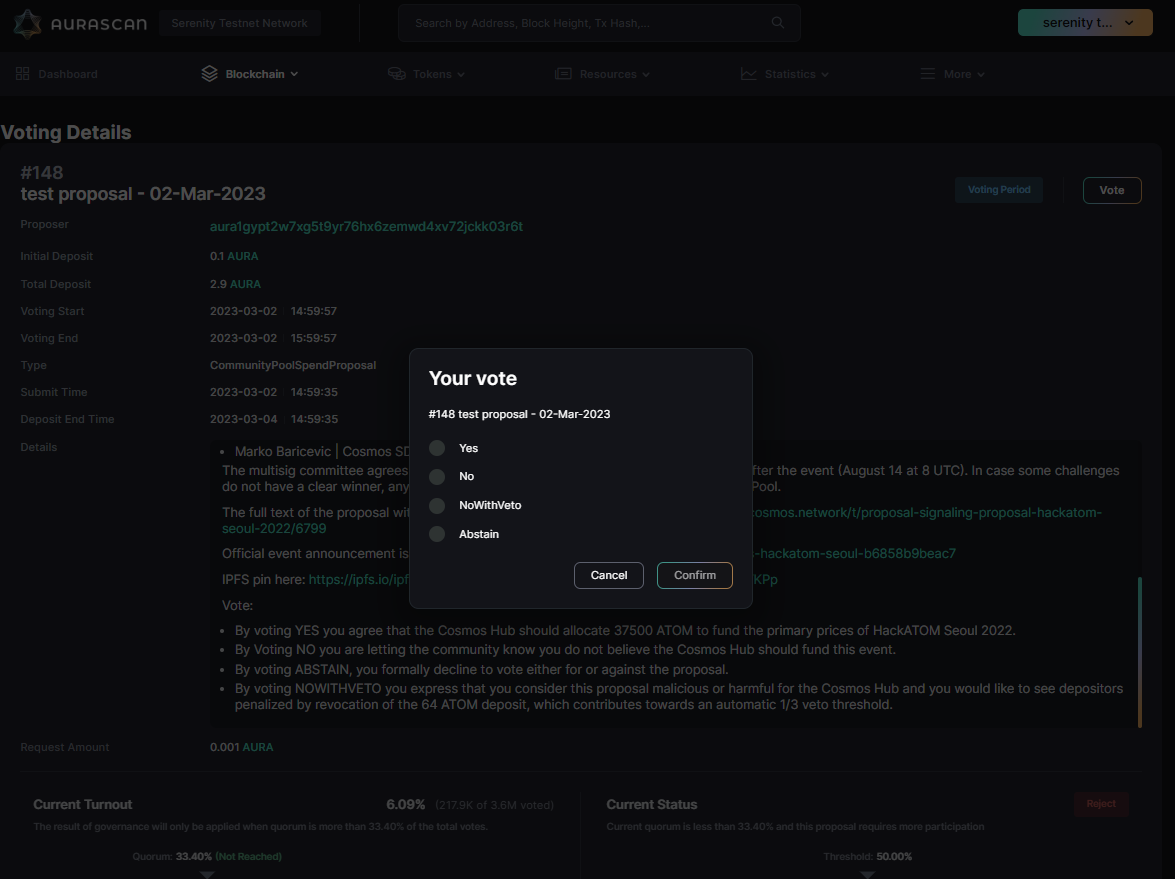 AURASCAN
Serenity Testnet Network
Search by Address, Block Height, Tx Hash,...
serenity t...
Dashboard
Blockchain
Tokens
Resources
Statistics
More
Voting Details
#148
test proposal - 02-Mar-2023
Voting Period
Vote
Proposer
aura1gypt2w7xg5t9yr76hx6zemwd4xv72jckk03r6t
Initial Deposit
0.1 AURA
Total Deposit
2.9 AURA
Voting Start
2023-03-02 14:59:57
Voting End
2023-03-02 15:59:57
Type
CommunityPoolSpendProposal
Submit Time
2023-03-02 14:59:35
Deposit End Time
2023-03-04 14:59:35
Details
• Marko Baricevic | Cosmos SD
The multisig committee agrees
fter the event (August 14 at 8 UTC). In case some challenges
do not have a clear winner, any
Pool.
The full text of the proposal wit
cosmos.network/t/proposal-signaling-proposal-hackatom-
seoul-2022/6799
Official event announcement is
s-hackatom-seoul-b6858b9beac7
IPFS pin here: https://ipfs.io/ipf
KPp
Vote:
• By voting YES you agree that the Cosmos Hub should allocate 37500 ATOM to fund the primary prices of HackATOM Seoul 2022.
• By Voting NO you are letting the community know you do not believe the Cosmos Hub should fund this event.
• By voting ABSTAIN, you formally decline to vote either for or against the proposal.
• By voting NOWITHVETO you express that you consider this proposal malicious or harmful for the Cosmos Hub and you would like to see depositors
penalized by revocation of the 64 ATOM deposit, which contributes towards an automatic 1/3 veto threshold.
Your vote
#148 test proposal - 02-Mar-2023
Yes
No
NoWithVeto
Abstain
Cancel
Confirm
Request Amount
0.001 AURA
Current Turnout
6.09% (217.9K of 3.6M voted)
The result of governance will only be applied when quorum is more than 33.40% of the total votes.
Quorum: 33.40% (Not Reached)
Current Status
Reject
Current quorum is less than 33.40% and this proposal requires more participation
Threshold: 50.00%